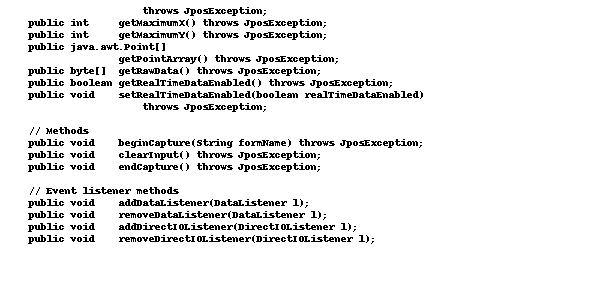 throws JposException;
public int getMaximumX() throws JposException;
public int getMaximumY() throws JposException;
public java.awt.Point[]
getPointArray() throws JposException;
public byte[] getRawData() throws JposException;
public boolean getRealTimeDataEnabled() throws JposException;
public void setRealTimeDataEnabled(boolean realTimeDataEnabled)
throws JposException;
// Methods
public void beginCapture(String formName) throws JposException;
public void clearInput() throws JposException;
public void endCapture() throws JposException;
// Event listener methods
public void addDataListener(DataListener l);
public void removeDataListener(DataListener l);
public void addDirectIOListener(DirectIOListener l);
public void removeDirectIOListener(DirectIOListener l);